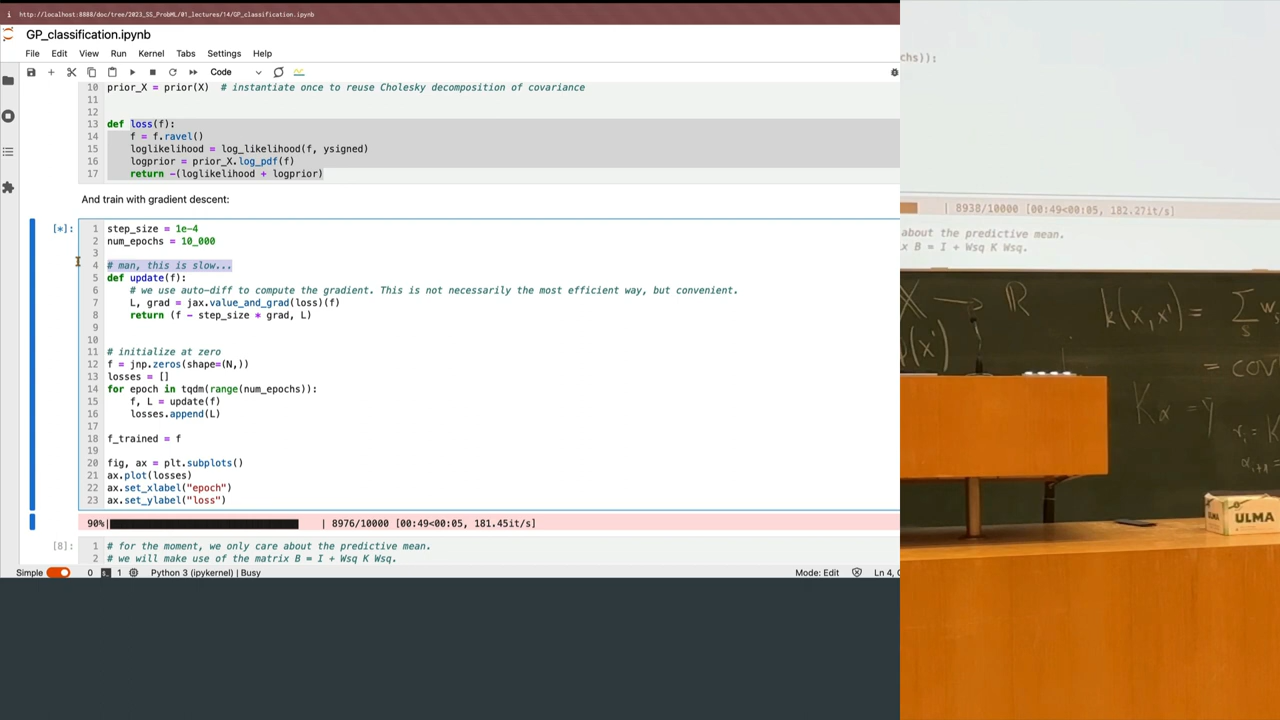 http://localhost:8888/doc/tree/2023_SS_ProbML/01_lectures/14/GP_classification.ipynb
GP_classification.ipynb
File Edit View Run Kernel Tabs Settings Help
Code
10 prior_X = prior(X) # instantiate once to reuse Cholesky decomposition of covariance
11
12
13 def loss(f):
14 f = f.ravel()
15 loglikelihood = log_likelihood(f, ysigned)
16 logprior = prior_X.log_pdf(f)
17 return -(loglikelihood + logprior)
And train with gradient descent:
[*]:
1 step_size = 1e-4
2 num_epochs = 10_000
3
4 # man, this is slow...
5 def update(f):
6 # we use auto-diff to compute the gradient. This is not necessarily the most efficient way, but convenient.
7 L, grad = jax.value_and_grad(loss)(f)
8 return (f - step_size * grad, L)
9
10
11 # initialize at zero
12 f = jnp.zeros(shape=(N,))
13 losses = []
14 for epoch in tqdm(range(num_epochs)):
15 f, L = update(f)
16 losses.append(L)
17
18 f_trained = f
19
20 fig, ax = plt.subplots()
21 ax.plot(losses)
22 ax.set_xlabel("epoch")
23 ax.set_ylabel("loss")
90%| | 8976/10000 [00:49<00:05, 181.45it/s]
[8]: 1 # for the moment, we only care about the predictive mean.
2 # we will make use of the matrix B = I + Wsq K Wsq.
Simple 0 1 Python 3 (ipykernel) | Busy Mode: Edit Ln 4,
chs)):
| 8938/10000 [00:49<00:05, 182.27it/s]
about the predictive mean.
x B = I + Wsq K Wsq.
X → ℝ k(x,x') = Σ
(x') = cov
Kα = y
ULMA